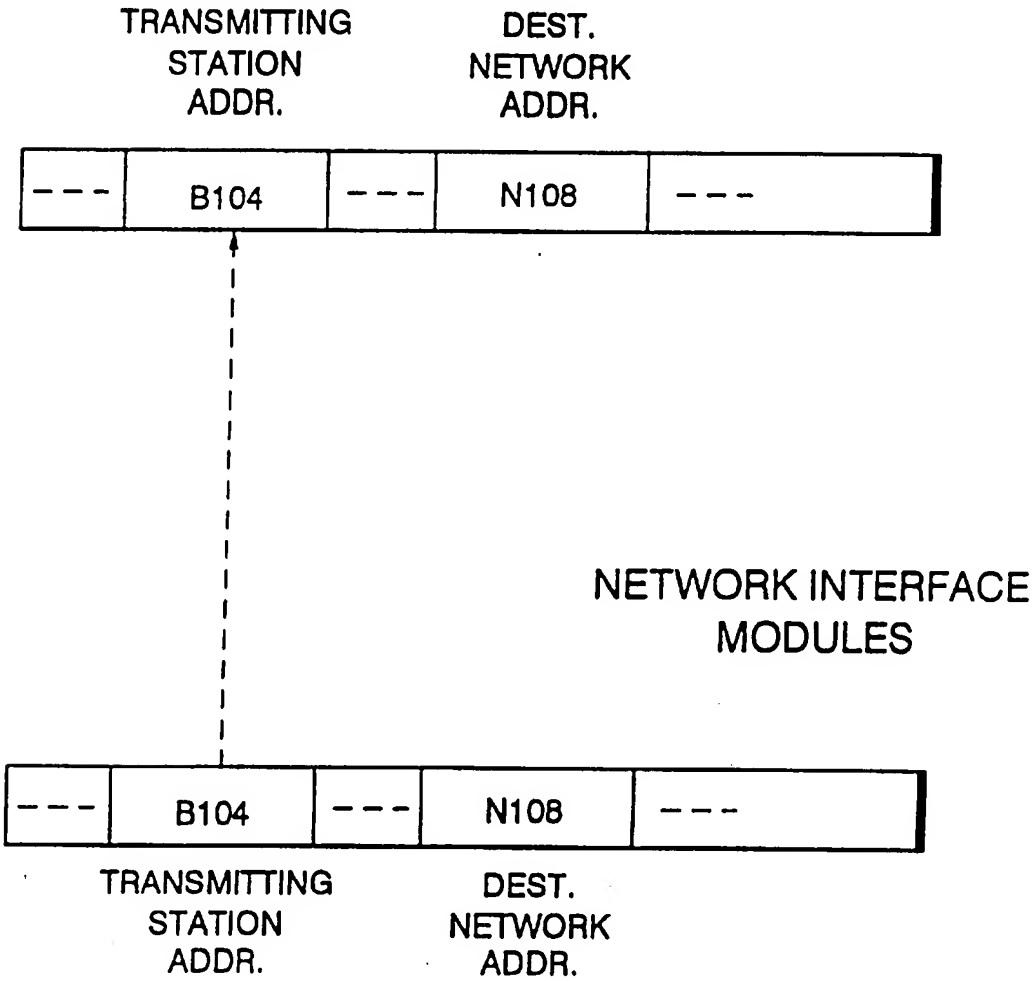 TRANSMITTING
STATION
ADDR.
DEST.
NETWORK
ADDR.
--- B104 --- N108 ---
NETWORK INTERFACE
MODULES
--- B104 --- N108 ---
TRANSMITTING
STATION
ADDR.
DEST.
NETWORK
ADDR.